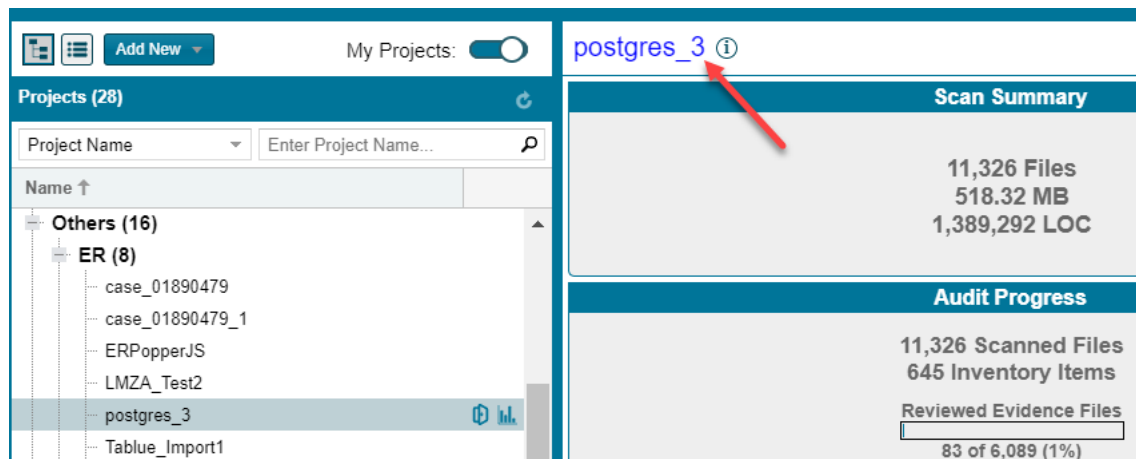 Add New
My Projects:
Projects (28)
Project Name
Enter Project Name...
Name
Others (16)
ER (8)
case_01890479
case_01890479_1
ERPopperJS
LMZA_Test2
postgres_3
Tablue_Import1
postgres_3
Scan Summary
11,326 Files
518.32 MB
1,389,292 LOC
Audit Progress
11,326 Scanned Files
645 Inventory Items
Reviewed Evidence Files
83 of 6,089 (1%)